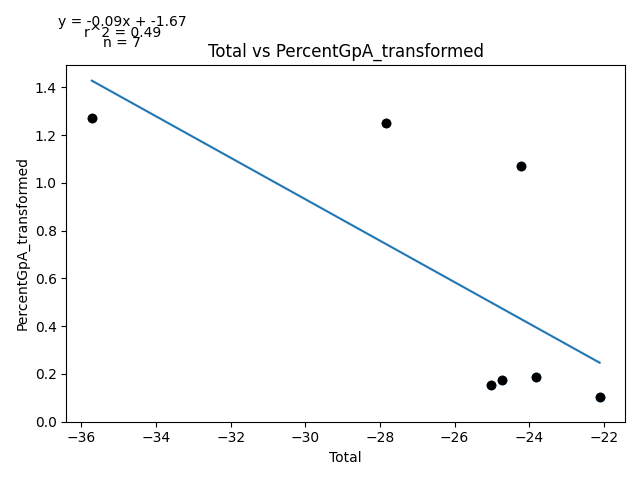 y = -0.09x + -1.67
r^2 = 0.49
n = 7
Total vs PercentGpA_transformed
PercentGpA_transformed
1.4
1.2
1.0
0.8
0.6
0.4
0.2
0.0
−36 −34 −32 −30 −28 −26 −24 −22
Total